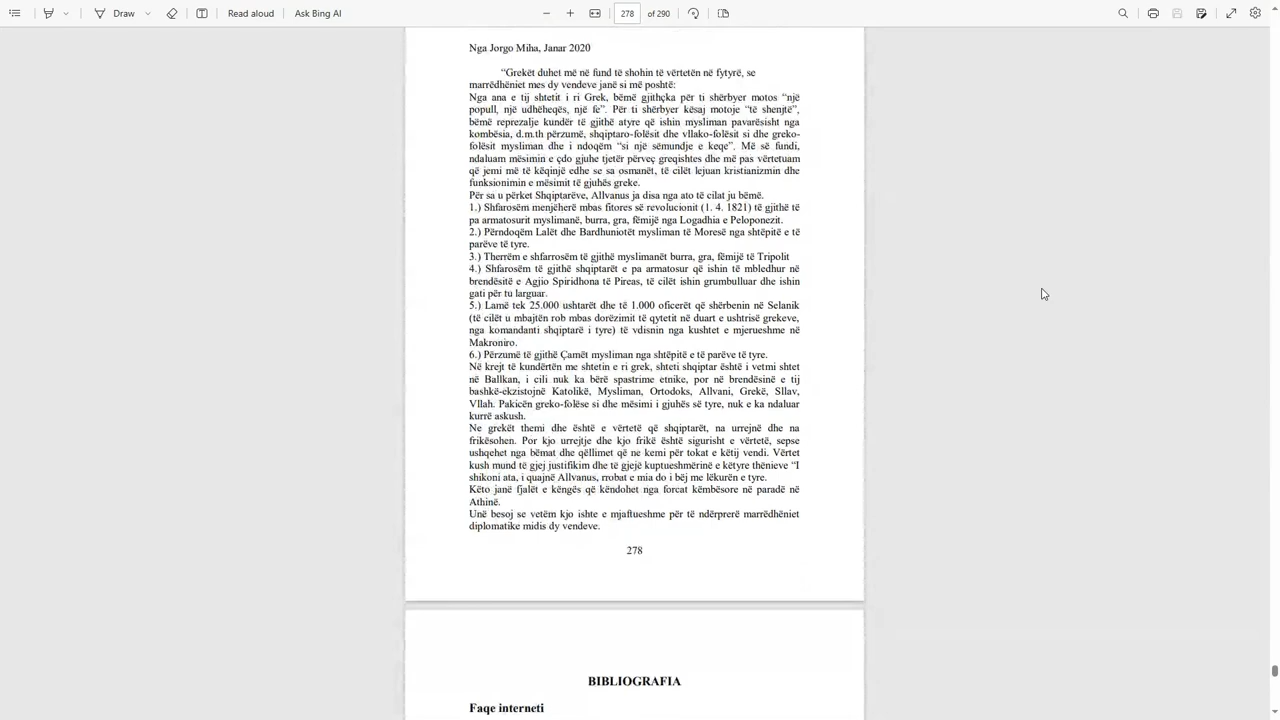 Draw
Read aloud
Ask Bing AI
278
of 290
Nga Jorgo Miha, Janar 2020
“Grekët duhet më në fund të shohin të vërtetën në fytyrë, se
marrëdhëniet mes dy vendeve janë si më poshtë:
Nga ana e tij shtetit i ri Grek, bëmë gjithçka për ti shërbyer motos “një
popull, një udhëheqës, një fe”. Për ti shërbyer kësaj motoje “të shenjtë”,
bëmë reprezalje kundër të gjithë atyre që ishin mysliman pavarësisht nga
kombësia, d.m.th përzumë, shqiptaro-folësit dhe vllako-folësit si dhe greko-
folësit mysliman dhe i ndoqëm “si një sëmundje e keqe”. Më së fundi,
ndaluam mësimin e çdo gjuhe tjetër përveç greqishtes dhe më pas vërtetuam
që jemi më të këqinjë edhe se sa osmanët, të cilët lejuan kristianizmin dhe
funksionimin e mësimit të gjuhës greke.
Për sa u përket Shqiptarëve, Allvanus ja disa nga ato të cilat ju bëmë.
1.) Shfarosëm menjëherë mbas fitores së revolucionit (1. 4. 1821) të gjithë të
pa armatosurit myslimanë, burra, gra, fëmijë nga Logadhia e Peloponezit.
2.) Përndoqëm Lalët dhe Bardhuniotët mysliman të Moresë nga shtëpitë e të
parëve të tyre.
3.) Therrëm e shfarrosëm të gjithë myslimanët burra, gra, fëmijë të Tripolit
4.) Shfarosëm të gjithë shqiptarët e pa armatosur që ishin të mbledhur në
brendësitë e Agjio Spiridhona të Pireas, të cilët ishin grumbulluar dhe ishin
gati për tu larguar.
5.) Lamë tek 25.000 ushtarët dhe të 1.000 oficerët që shërbenin në Selanik
(të cilët u mbajtën rob mbas dorëzimit të qytetit në duart e ushtrisë grekeve,
nga komandanti shqiptarë i tyre) të vdisnin nga kushtet e mjerueshme në
Makroniro.
6.) Përzumë të gjithë Çamët mysliman nga shtëpitë e të parëve të tyre.
Në krejt të kundërtën me shtetin e ri grek, shteti shqiptar është i vetmi shtet
në Ballkan, i cili nuk ka bërë spastrime etnike, por në brendësinë e tij
bashkë-ekzistojnë Katolikë, Mysliman, Ortodoks, Allvani, Grekë, Sllav,
Vllah. Pakicën greko-folëse si dhe mësimi i gjuhës së tyre, nuk e ka ndaluar
kurrë askush.
Ne grekët themi dhe është e vërtetë që shqiptarët, na urrejnë dhe na
frikësohen. Por kjo urrejtje dhe kjo frikë është sigurisht e vërtetë, sepse
ushqehet nga bëmat dhe qëllimet që ne kemi për tokat e këtij vendi. Vërtet
kush mund të gjej justifikim dhe të gjejë kuptueshmërinë e këtyre thënieve “I
shikoni ata, i quajnë Allvanus, rrobat e mia do i bëj me lëkurën e tyre.
Këto janë fjalët e këngës që këndohet nga forcat këmbësore në paradë në
Athinë.
Unë besoj se vetëm kjo ishte e mjaftueshme për të ndërprerë marrëdhëniet
diplomatike midis dy vendeve.
278
BIBLIOGRAFIA
Faqe interneti